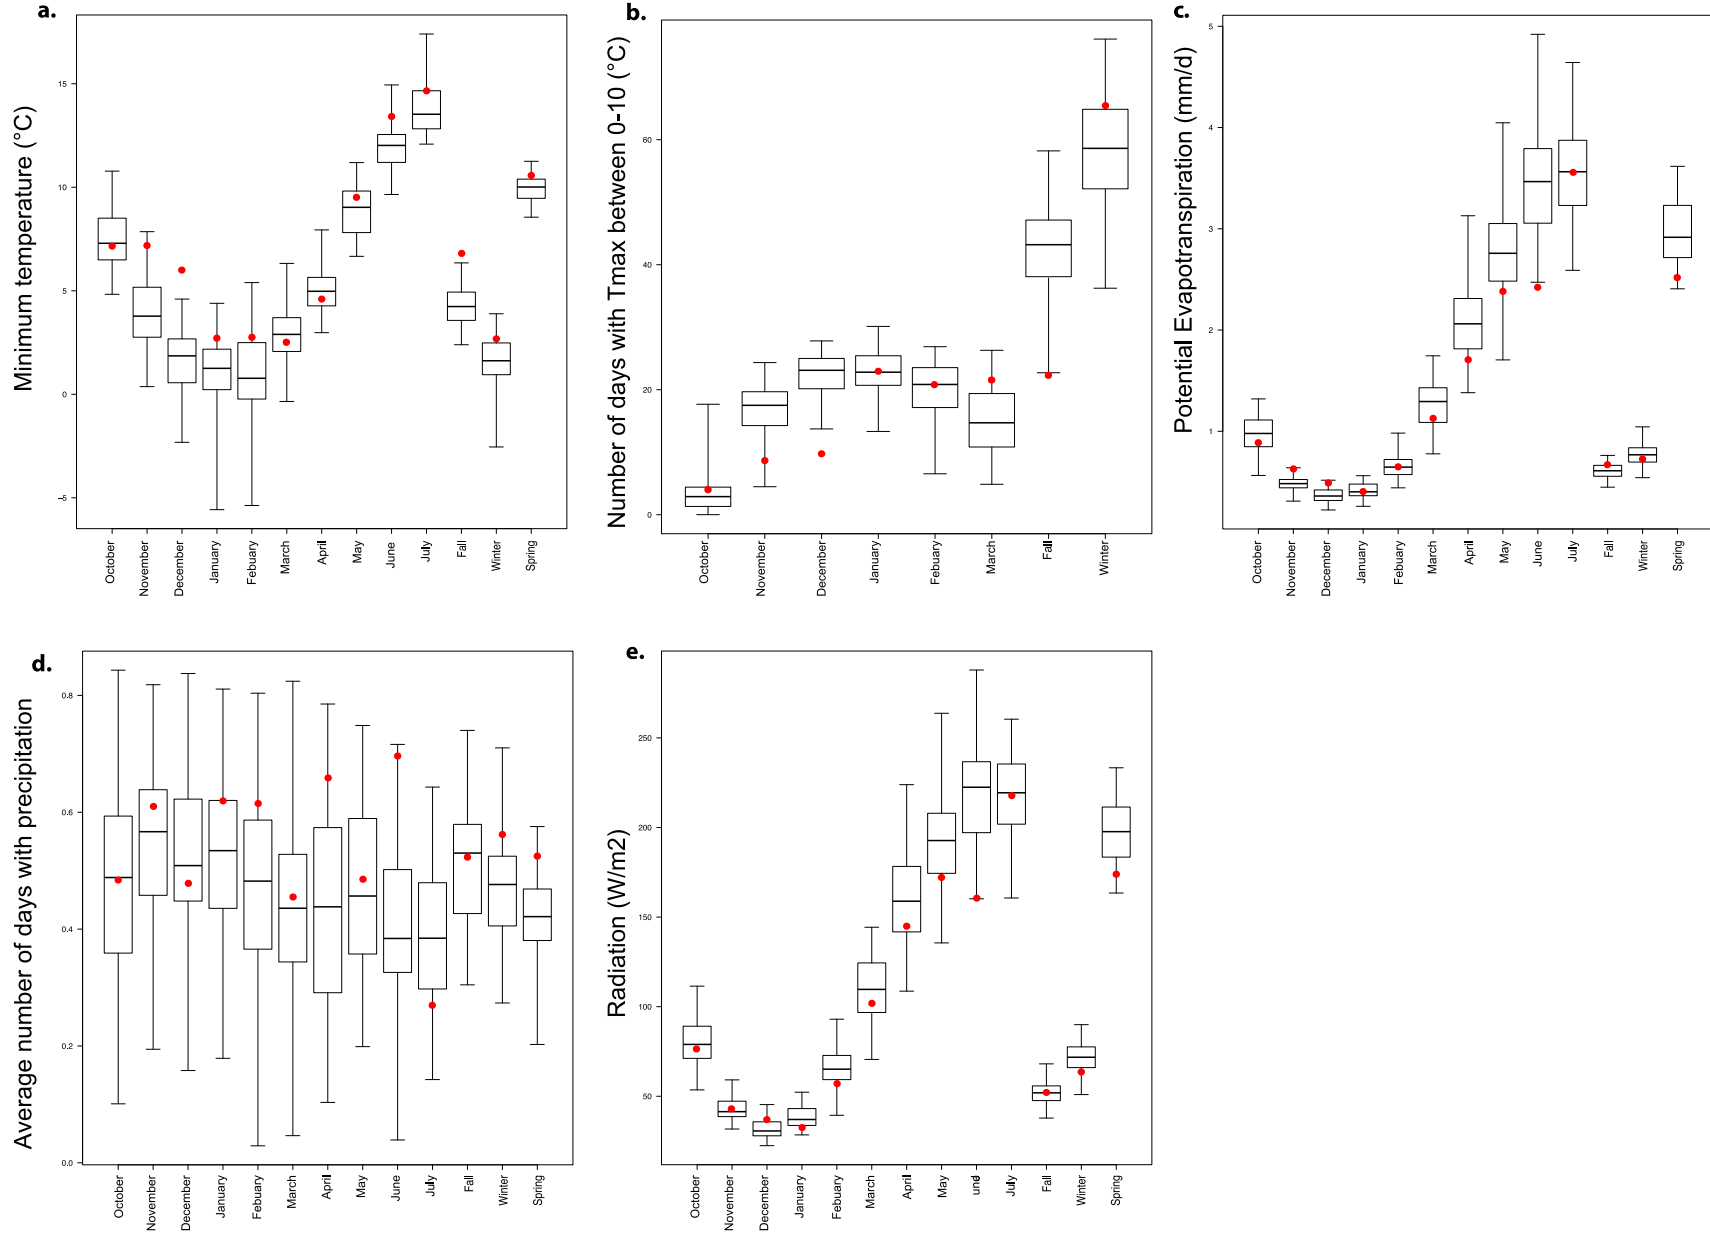 a.
Minimum temperature (°C)
15
10
5
0
−5
October
November
December
January
Febuary
March
April
May
June
July
Fall
Winter
Spring
b.
Number of days with Tmax between 0-10 (°C)
60
40
20
0
October
November
December
January
Febuary
March
Fall
Winter
c.
Potential Evapotranspiration (mm/d)
5
4
3
2
1
October
November
December
January
Febuary
March
April
May
June
July
Fall
Winter
Spring
d.
Average number of days with precipitation
0.8
0.6
0.4
0.2
0.0
October
November
December
January
Febuary
March
April
May
June
July
Fall
Winter
Spring
e.
Radiation (W/m2)
250
200
150
100
50
October
November
December
January
Febuary
March
April
May
une
July
Fall
Winter
Spring